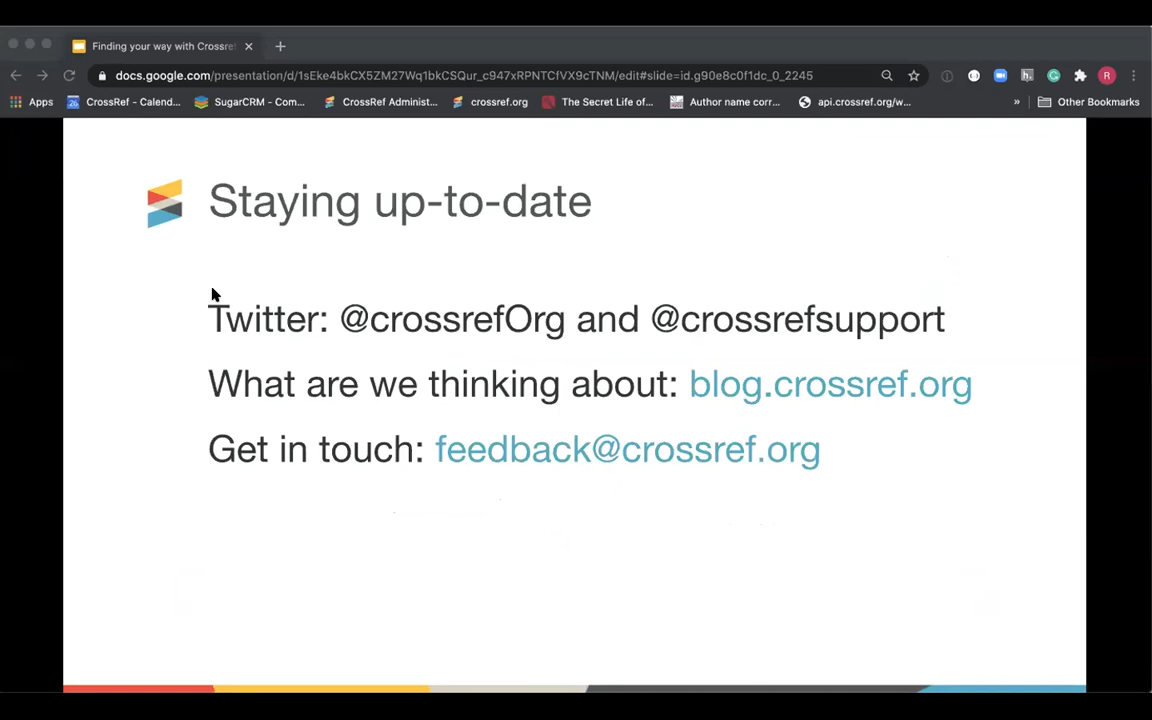 Finding your way with Crossref
docs.google.com/presentation/d/1sEke4bkCX5ZM27Wq1bkCSQur_c947xRPNTCfVX9cTNM/edit#slide=id.g90e8c0f1dc_0_2245
R
Apps
CrossRef - Calend...
SugarCRM - Com...
CrossRef Administ...
crossref.org
The Secret Life of...
Author name corr...
api.crossref.org/w...
»
Other Bookmarks
Staying up-to-date
Twitter: @crossrefOrg and @crossrefsupport
What are we thinking about: blog.crossref.org
Get in touch: feedback@crossref.org